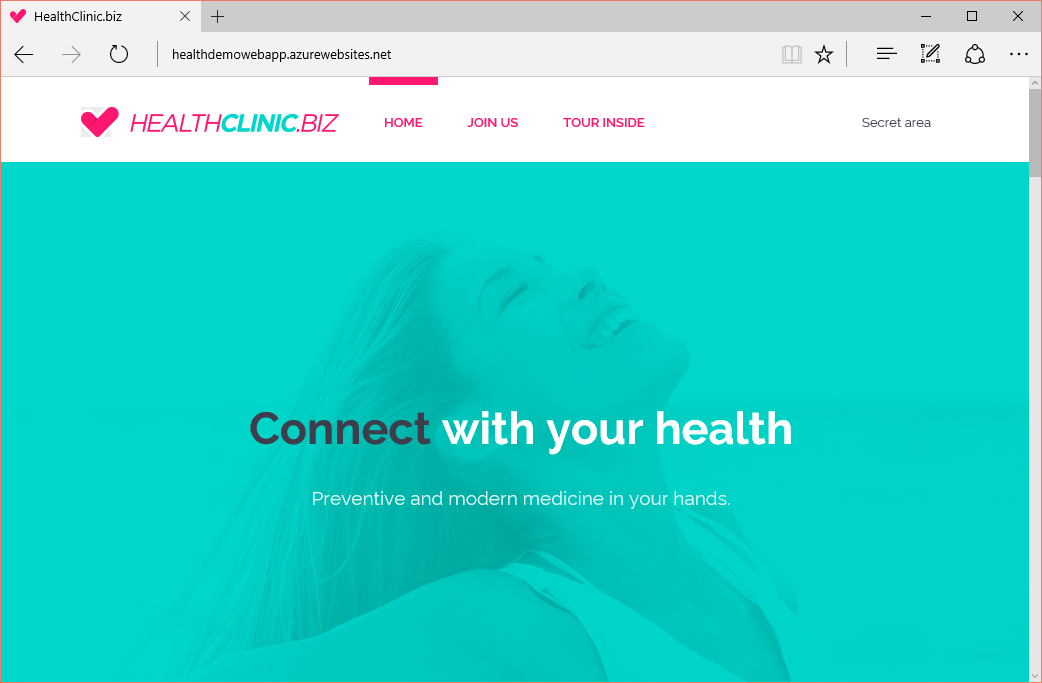 HealthClinic.biz
healthdemowebapp.azurewebsites.net
HEALTHCLINIC.BIZ HOME JOIN US TOUR INSIDE Secret area
Connect with your health
Preventive and modern medicine in your hands.